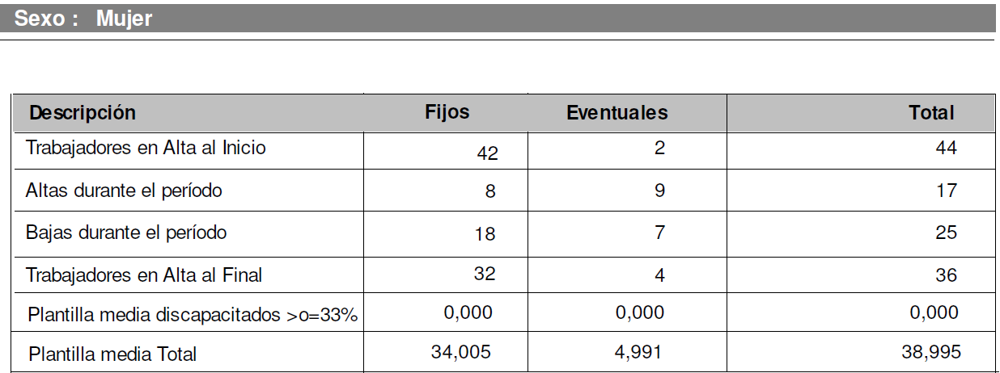 Sexo : Mujer
Descripción Fijos Eventuales Total
Trabajadores en Alta al Inicio 42 2 44
Altas durante el período 8 9 17
Bajas durante el período 18 7 25
Trabajadores en Alta al Final 32 4 36
Plantilla media discapacitados >o=33% 0,000 0,000 0,000
Plantilla media Total 34,005 4,991 38,995